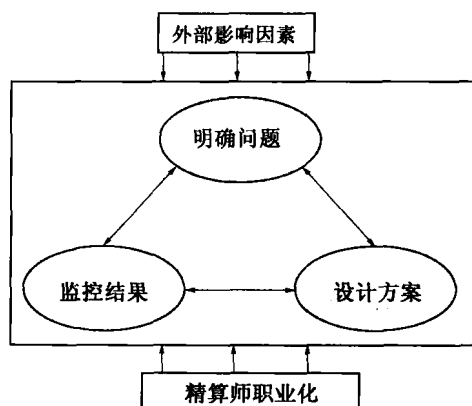 外部影响因素
明确问题
监控结果
设计方案
精算师职业化